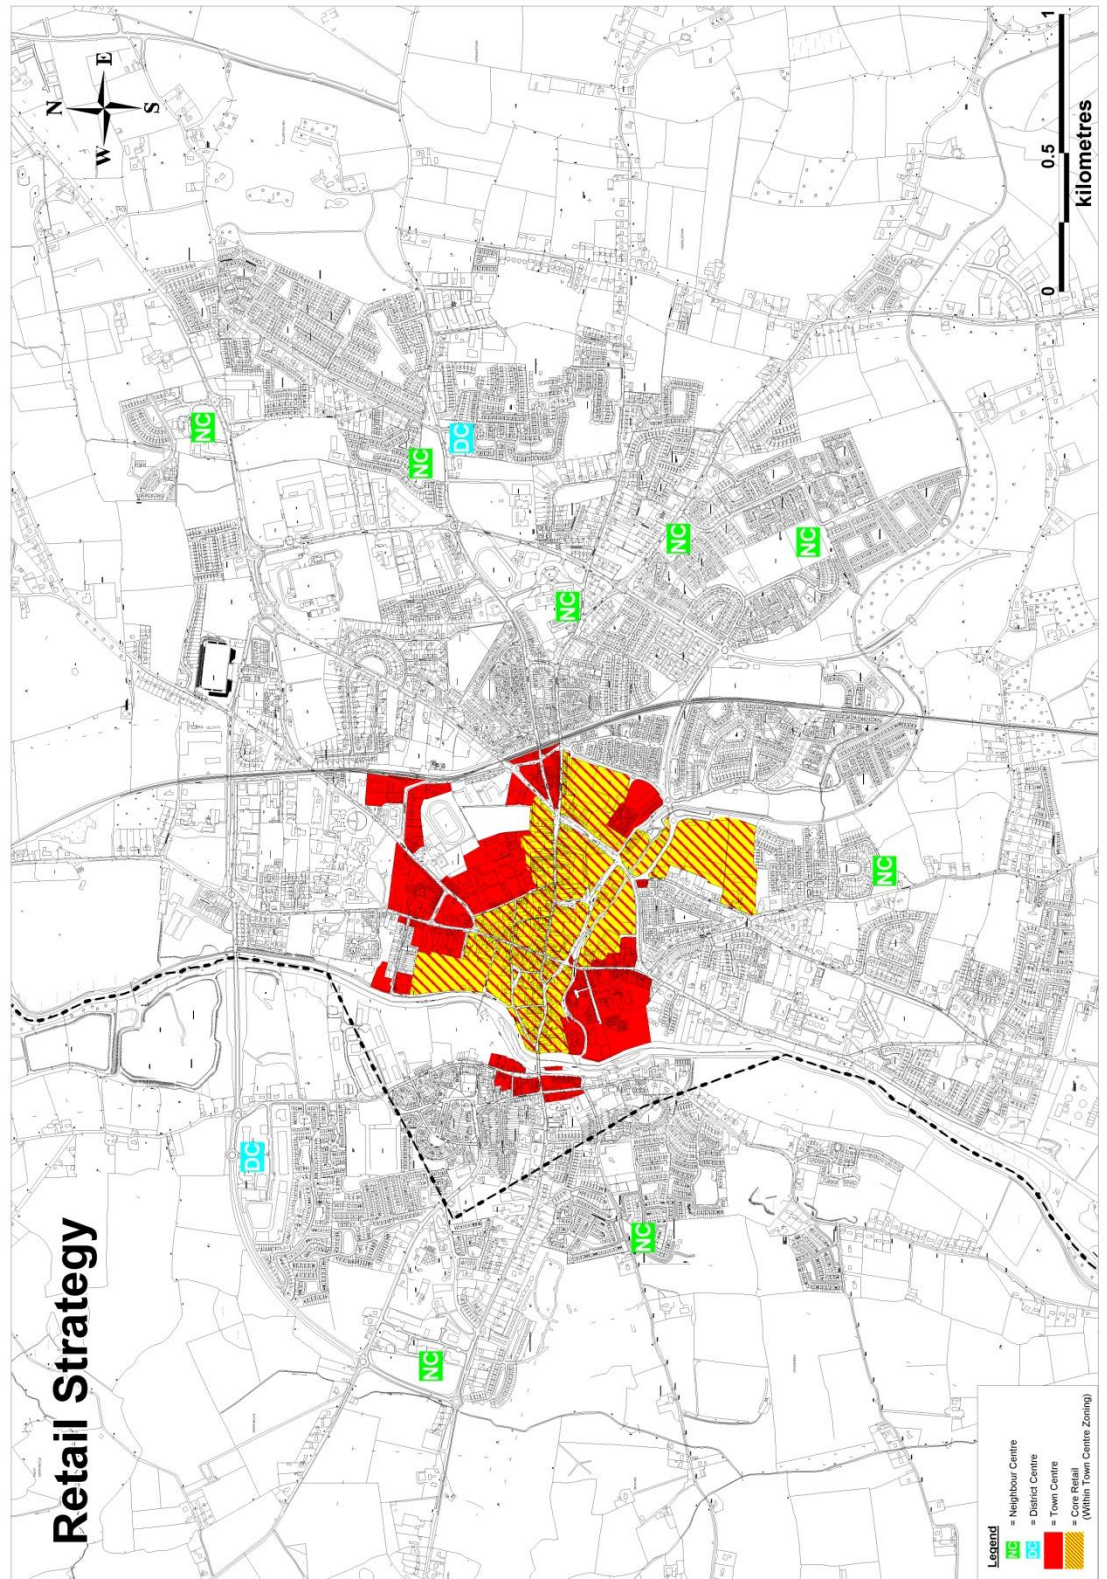 Retail Strategy
N
W
E
S
DC
NC
NC
NC
NC
DC
NC
NC
NC
NC
0
0.5
1
kilometres
Legend
NC = Neighbour Centre
DC = District Centre
= Town Centre
= Core Retail
(Within Town Centre Zoning)